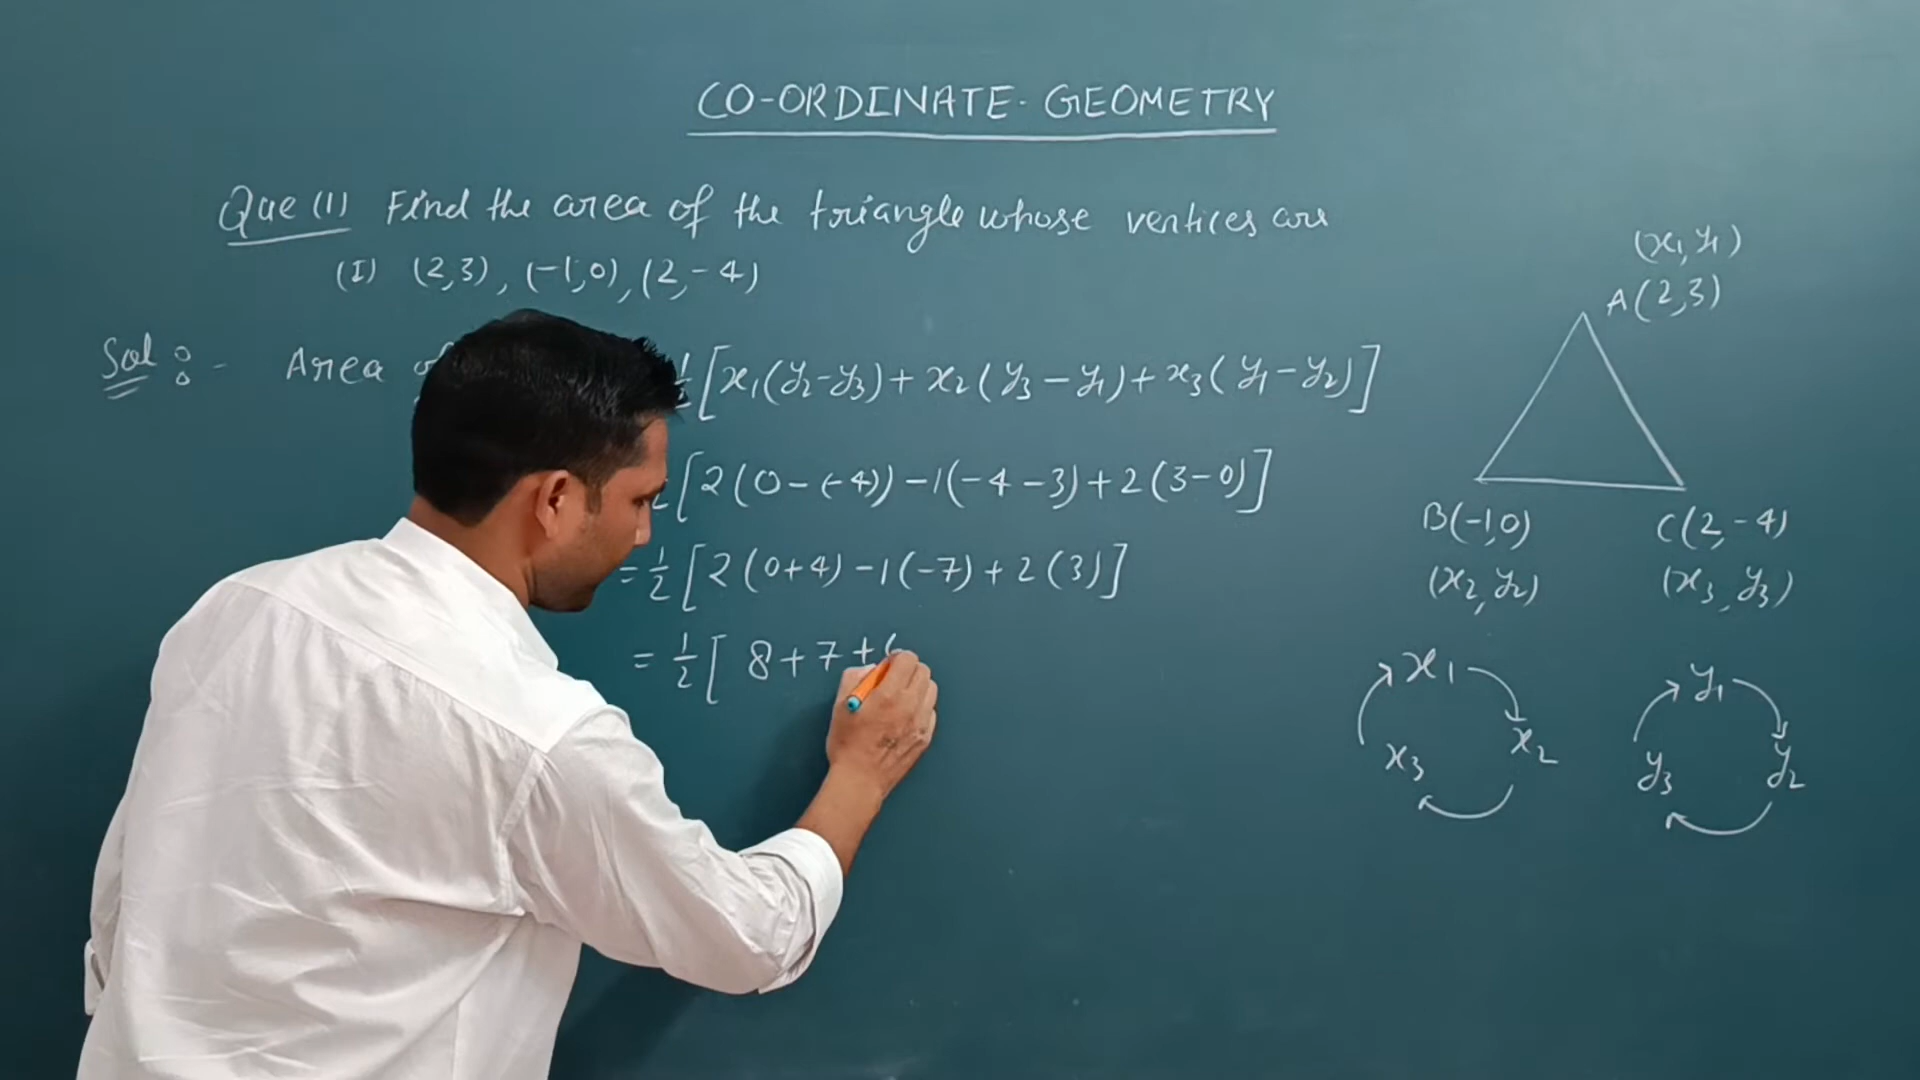 CO-ORDINATE. GEOMETRY
Que (1) Find the area of the triangle whose vertices are
(I) (2,3), (-1,0), (2,-4)
Sol :- Area of
[x₁(y₂-y₃)+ x₂(y₃-y₁)+x₃(y₁-y₂)]
[2(0-(-4))-1(-4-3)+2(3-0)]
=1/2[2(0+4)-1(-7)+2(3)]
=1/2[8+7+6
(x₁,y₁)
A(2,3)
B(-1,0) C(2,-4)
(x₂,y₂) (x₃,y₃)
x₁ y₁
x₃ x₂ y₃ y₂